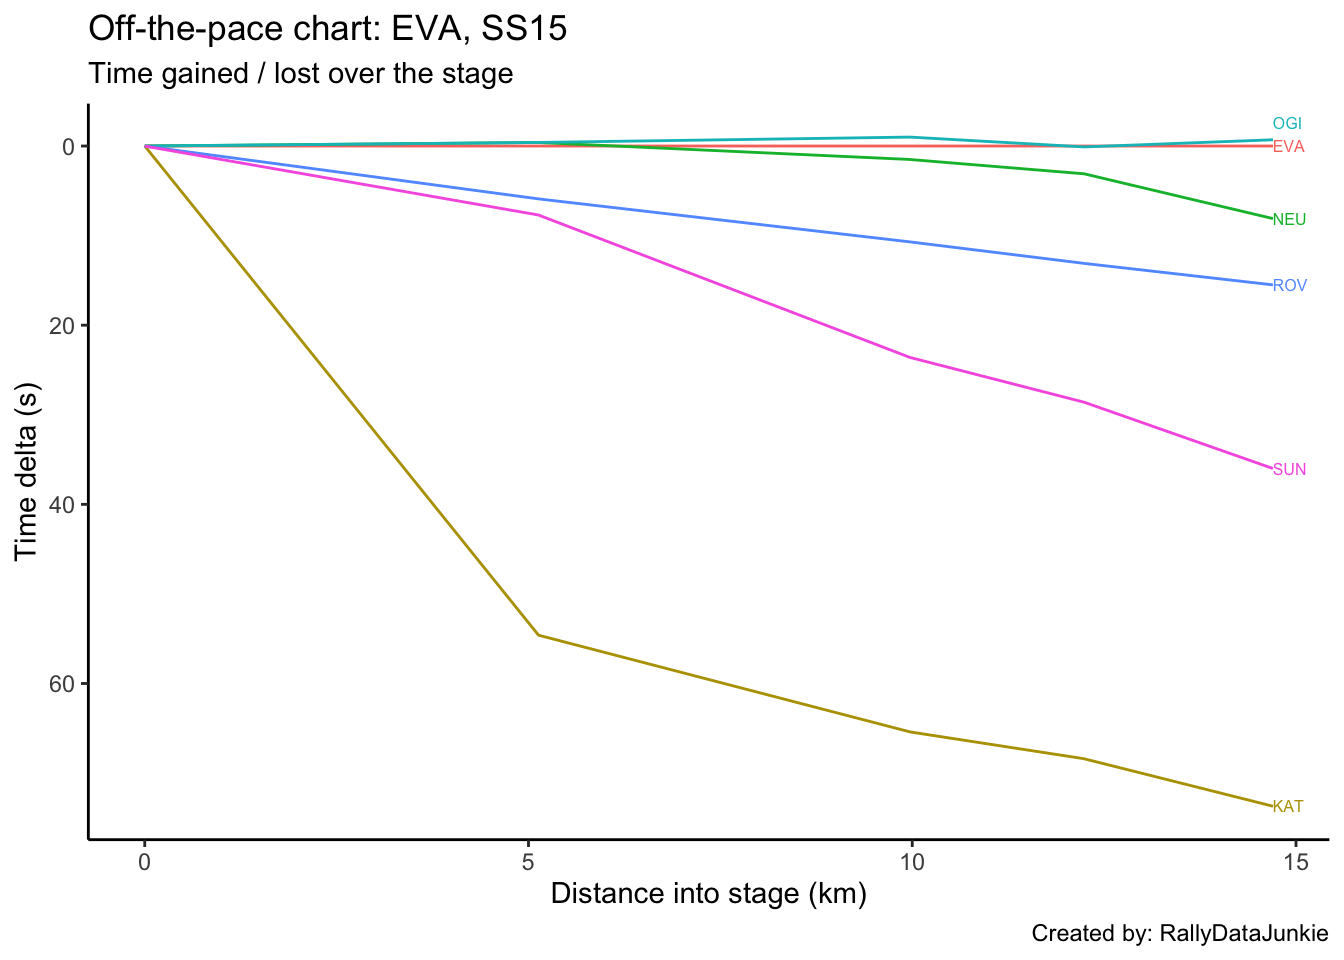 Off-the-pace chart: EVA, SS15
Time gained / lost over the stage
OGI
EVA
NEU
ROV
SUN
KAT
0
20
40
60
Time delta (s)
0 5 10 15
Distance into stage (km)
Created by: RallyDataJunkie